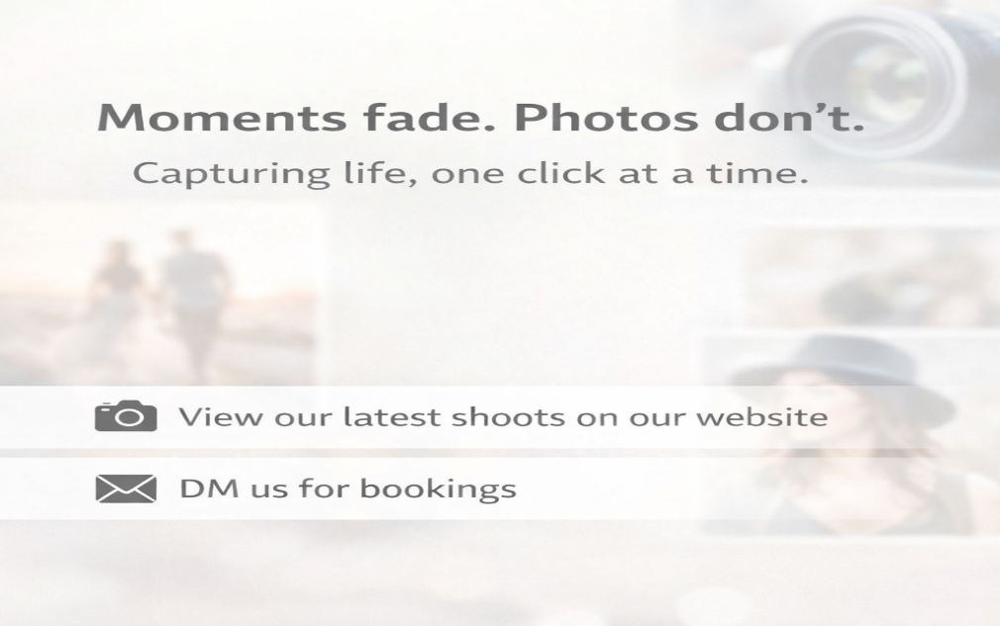 Moments fade. Photos don’t.
Capturing life, one click at a time.
View our latest shoots on our website
DM us for bookings